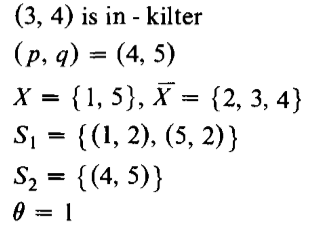 (3, 4) is in - kilter
(p, q) = (4, 5)
X = {1, 5}, X̅ = {2, 3, 4}
S₁ = {(1, 2), (5, 2)}
S₂ = {(4, 5)}
θ = 1